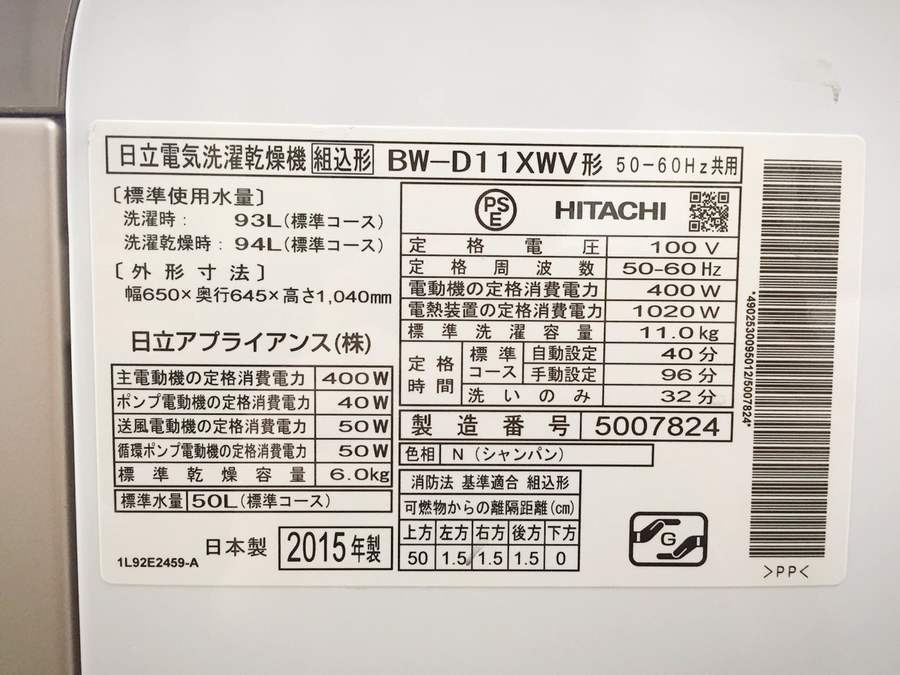 日立電気洗濯乾燥機 組込形 BW-D11XWV形 50-60Hz共用
〔標準使用水量〕
洗濯時： 93L(標準コース)
洗濯乾燥時： 94L(標準コース)
〔外形寸法〕
幅650×奥行645×高さ1,040mm
日立アプライアンス(株)
主電動機の定格消費電力 400W
ポンプ電動機の定格消費電力 40W
送風電動機の定格消費電力 50W
循環ポンプ電動機の定格消費電力 50W
標準乾燥容量 6.0kg
標準水量 50L(標準コース)
日本製 2015年製
1L92E2459-A
PS
E
HITACHI
定格電圧 100V
定格周波数 50-60Hz
電動機の定格消費電力 400W
電熱装置の定格消費電力 1020W
標準洗濯容量 11.0kg
定格時間 標準コース 自動設定 40分
手動設定 96分
洗いのみ 32分
製造番号 5007824
色相 N(シャンパン)
消防法 基準適合 組込形
可燃物からの離隔距離(cm)
上方 左方 右方 後方 下方
50 1.5 1.5 1.5 0
G
*4902530095012/5007824*
>PP<